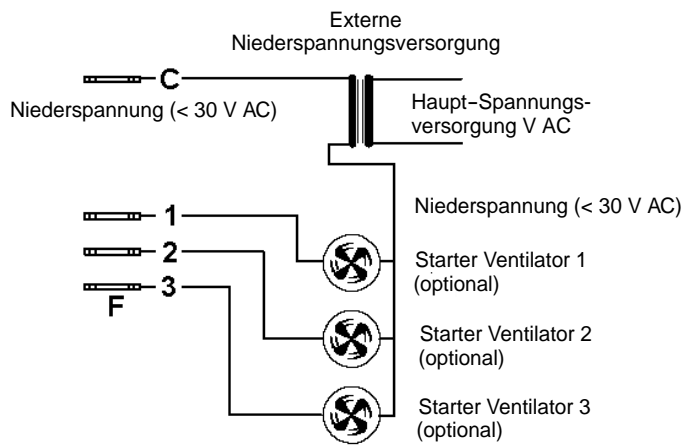 Externe
Niederspannungsversorgung
C
Niederspannung (< 30 V AC)
Haupt-Spannungs-
versorgung V AC
Niederspannung (< 30 V AC)
1
2
3
F
Starter Ventilator 1
(optional)
Starter Ventilator 2
(optional)
Starter Ventilator 3
(optional)